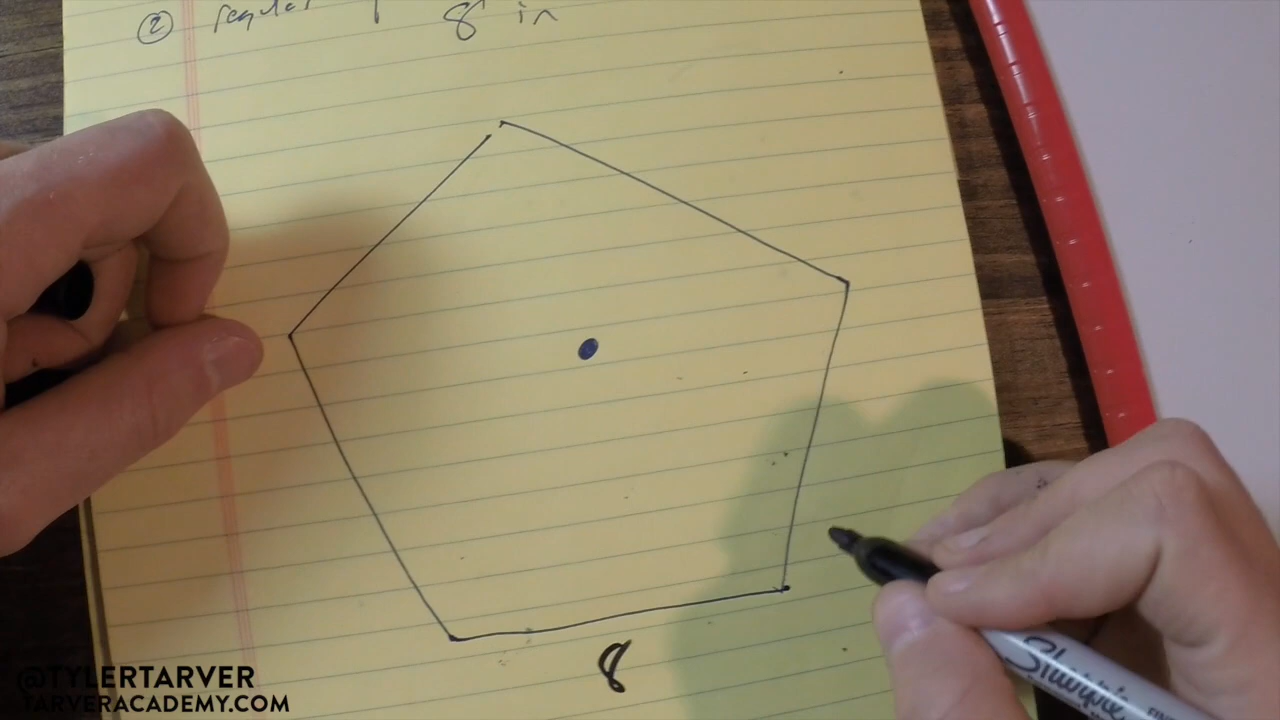 ② regular 8 in
8
Sharpie
@TYLERTARVER
TARVERACADEMY.COM